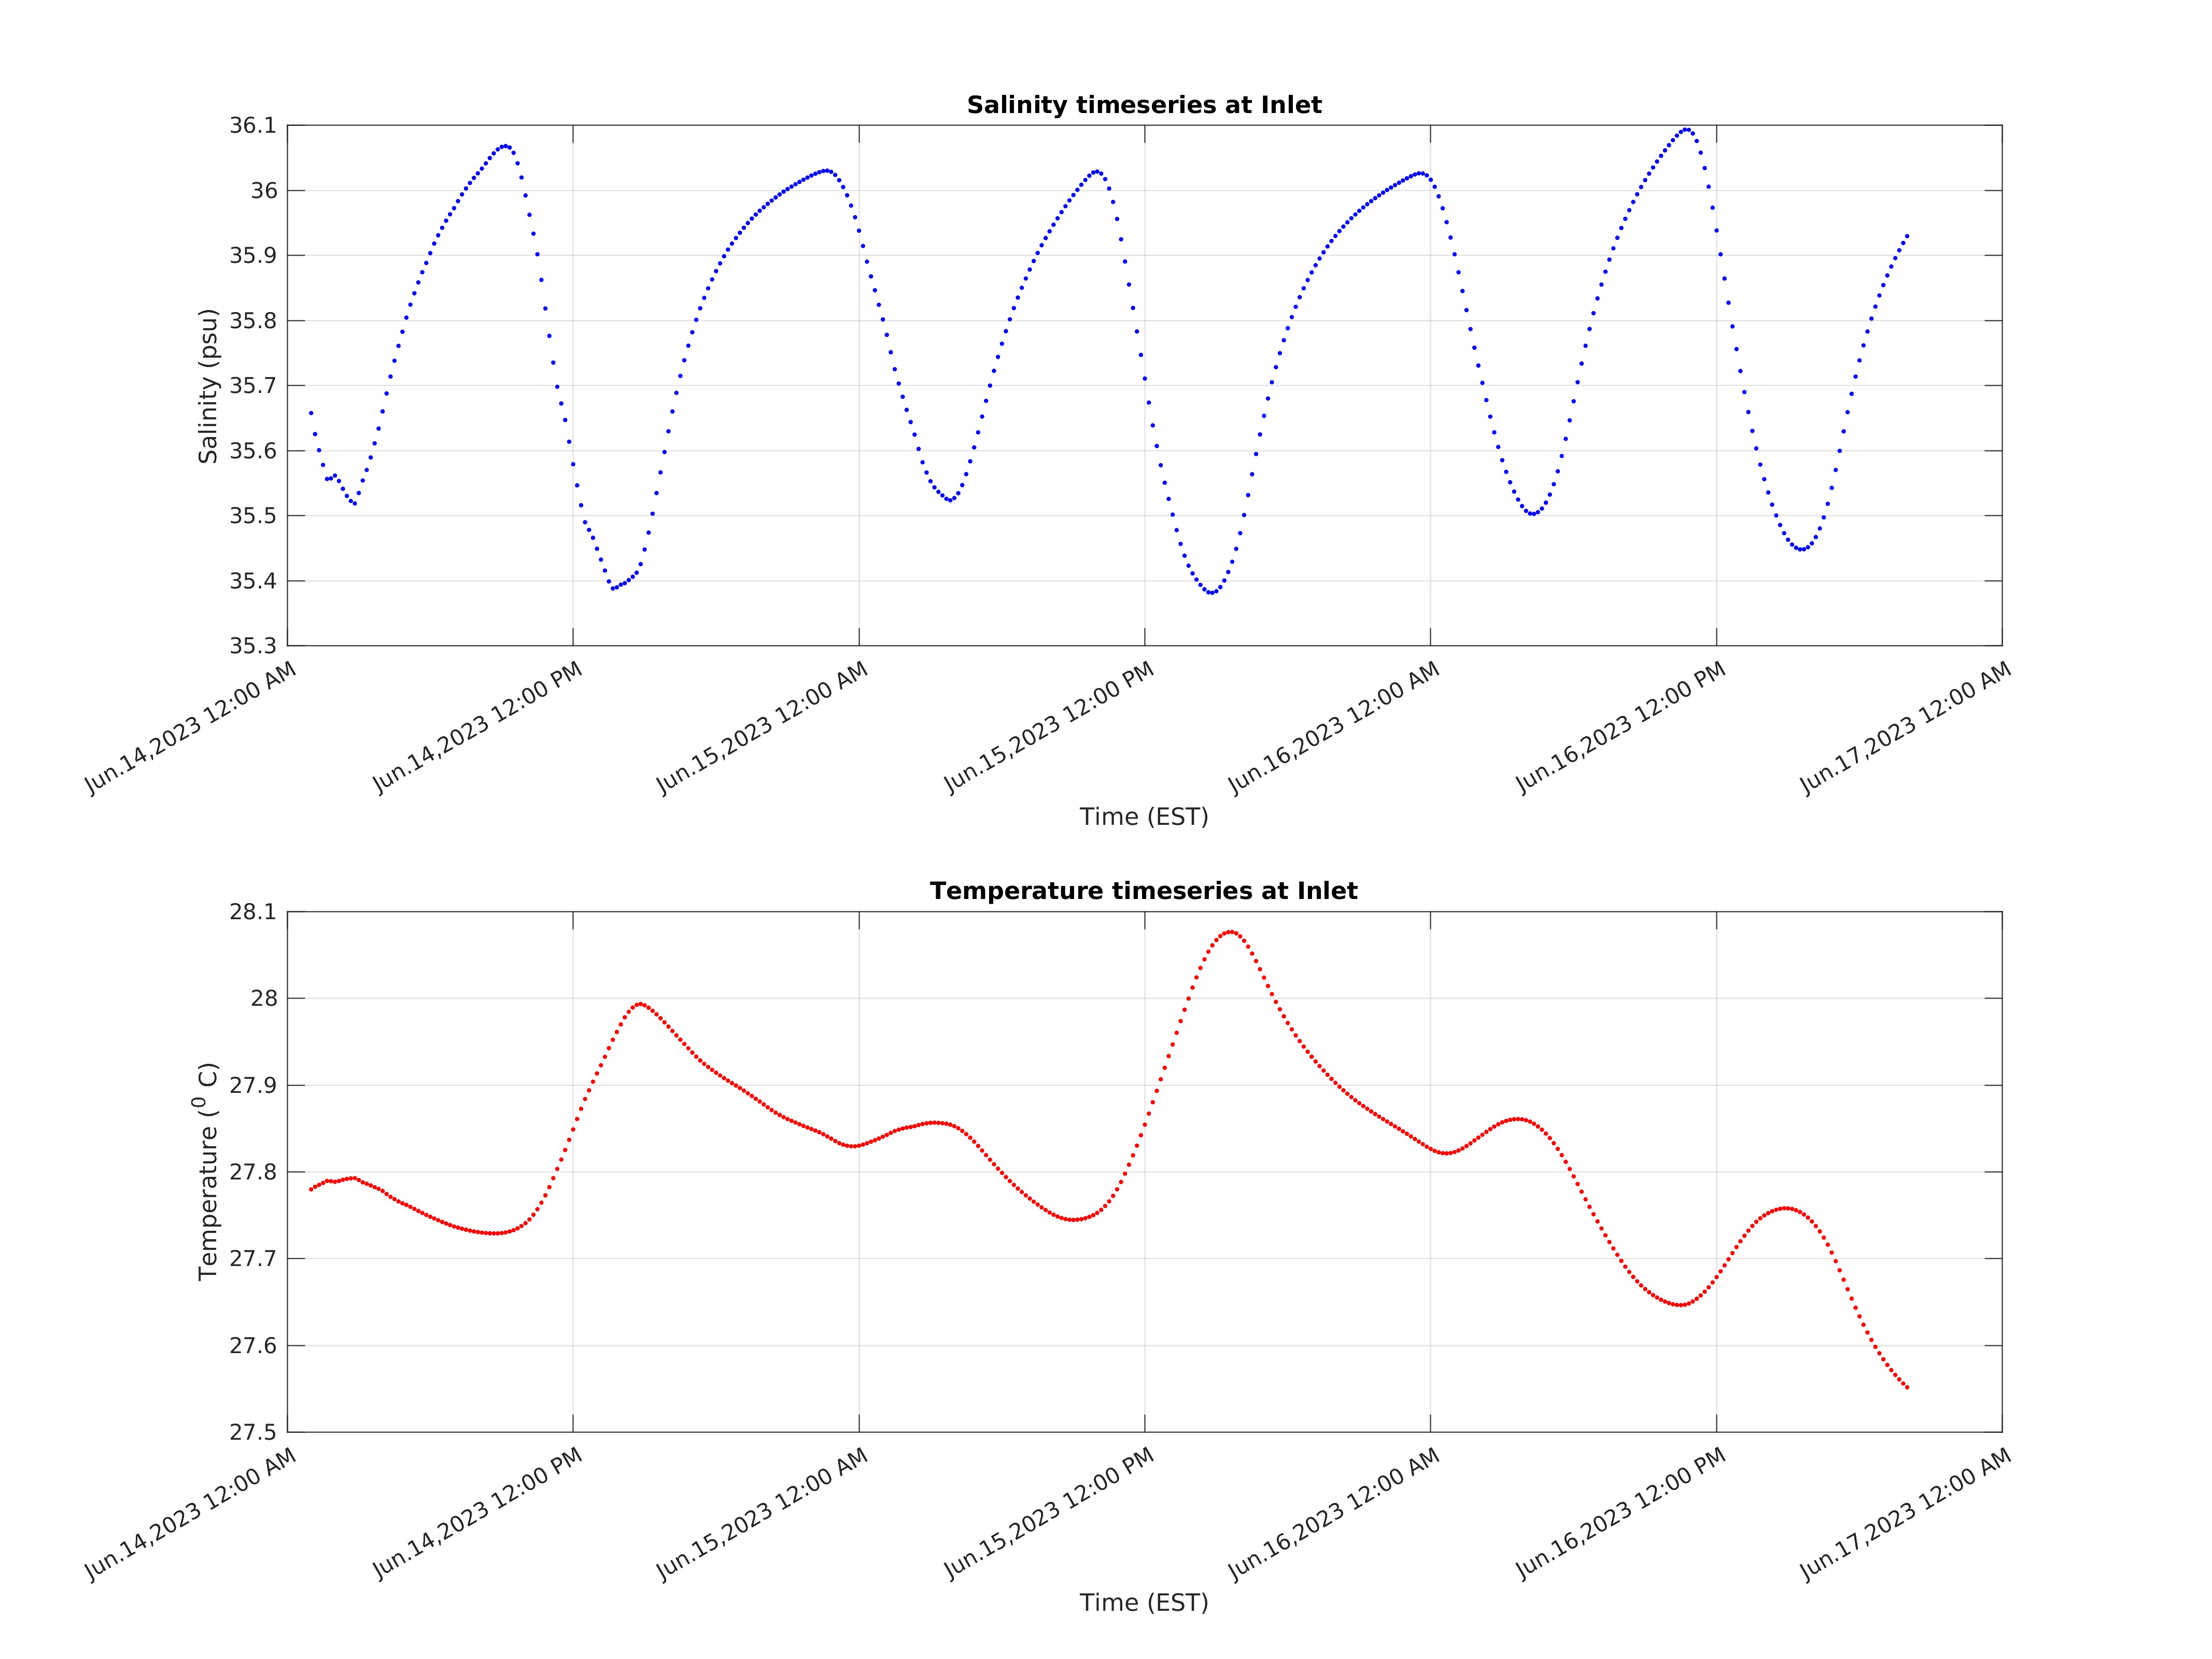 Salinity timeseries at Inlet
36.1
36
35.9
35.8
35.7
35.6
35.5
35.4
35.3
Salinity (psu)
Jun.14,2023 12:00 AM
Jun.14,2023 12:00 PM
Jun.15,2023 12:00 AM
Jun.15,2023 12:00 PM
Jun.16,2023 12:00 AM
Jun.16,2023 12:00 PM
Jun.17,2023 12:00 AM
Time (EST)
Temperature timeseries at Inlet
28.1
28
27.9
27.8
27.7
27.6
27.5
Temperature (⁰ C)
Jun.14,2023 12:00 AM
Jun.14,2023 12:00 PM
Jun.15,2023 12:00 AM
Jun.15,2023 12:00 PM
Jun.16,2023 12:00 AM
Jun.16,2023 12:00 PM
Jun.17,2023 12:00 AM
Time (EST)